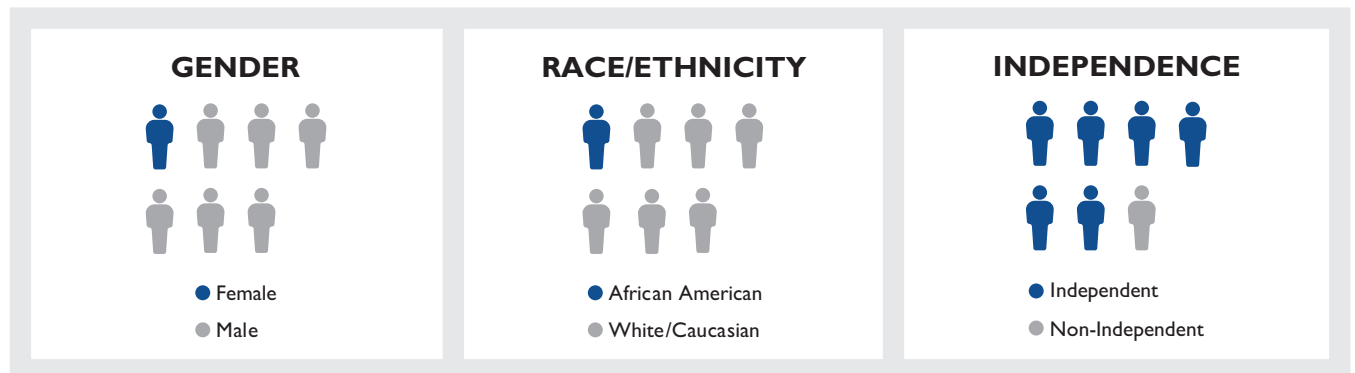 GENDER
Female
Male
RACE/ETHNICITY
African American
White/Caucasian
INDEPENDENCE
Independent
Non-Independent